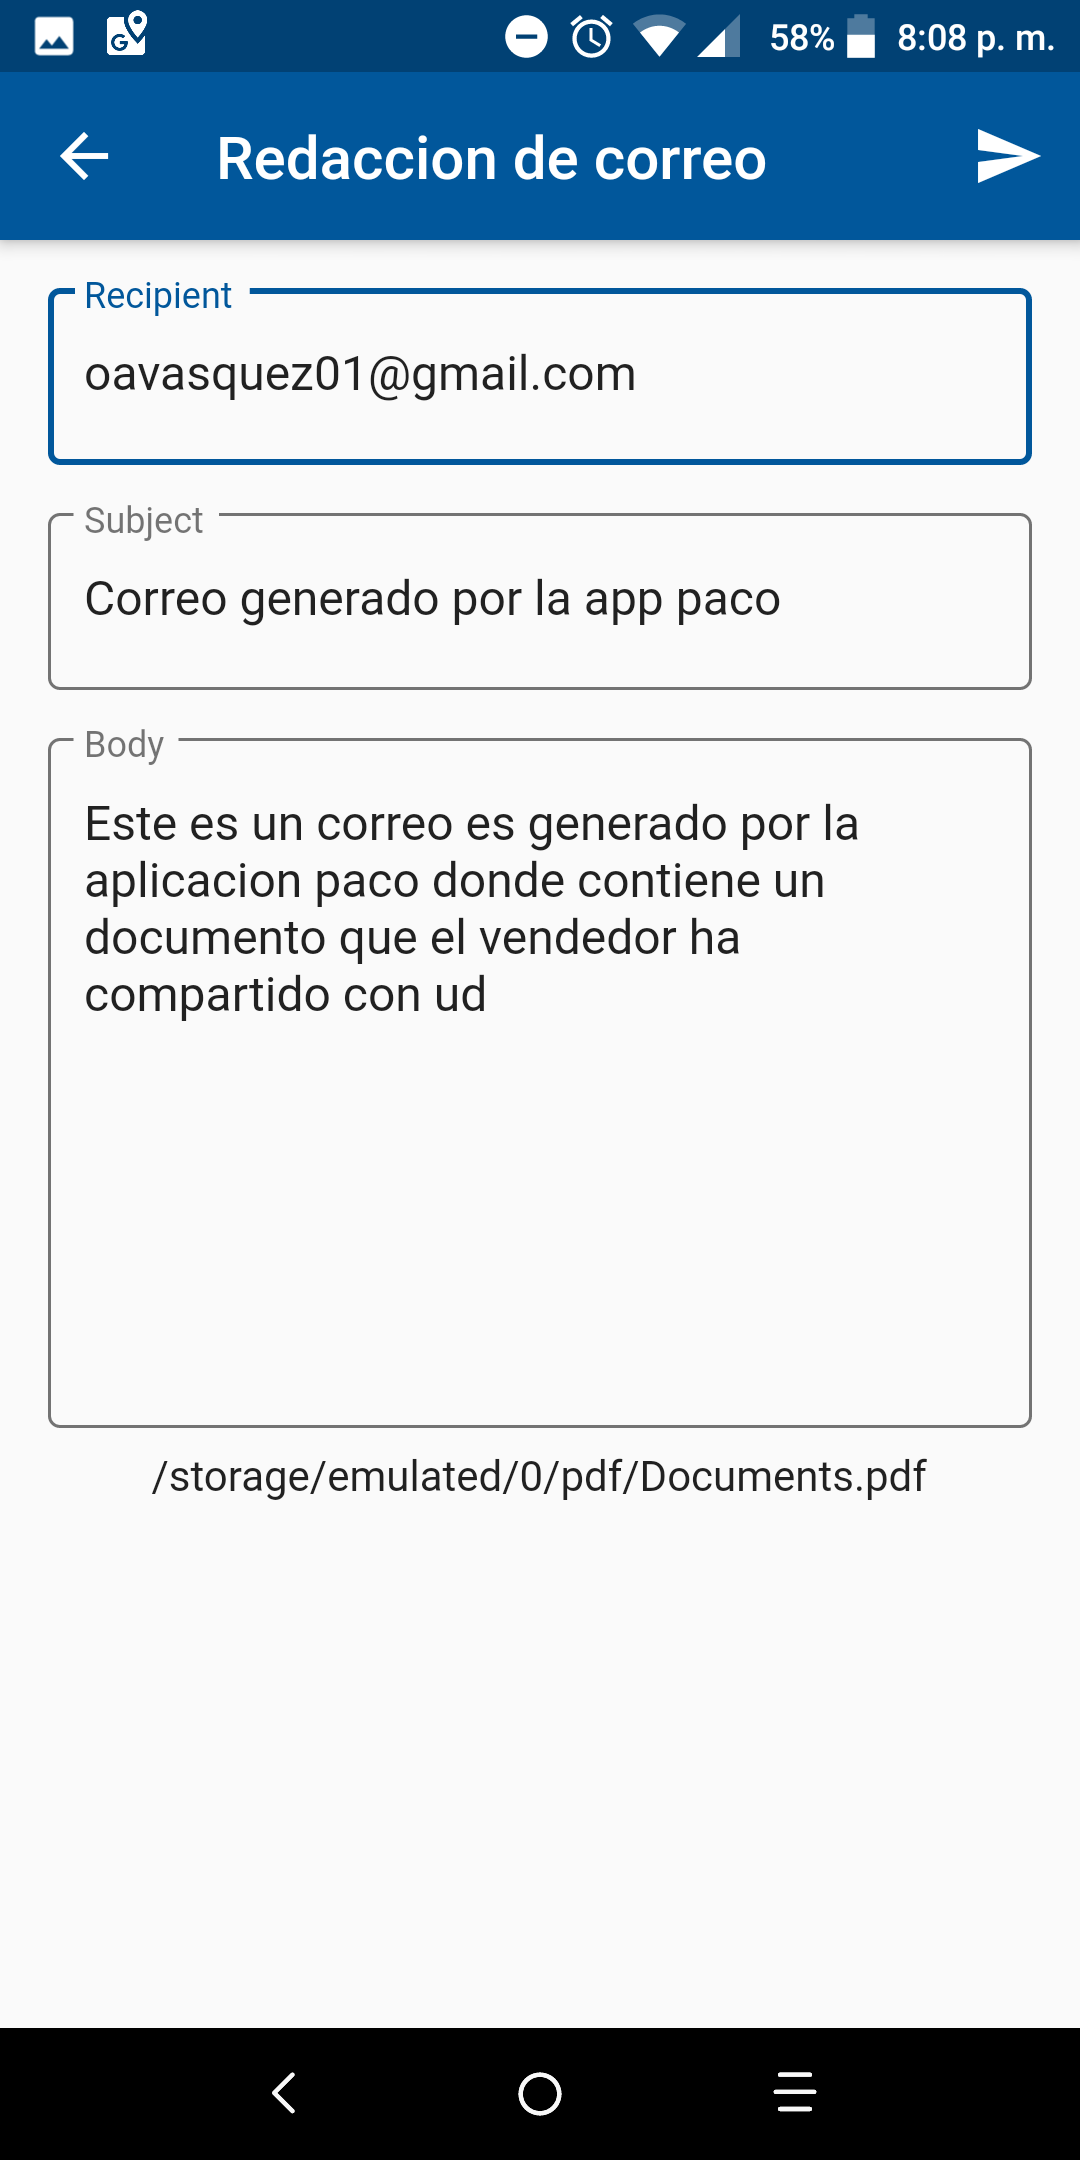 58% 8:08 p. m.
Redaccion de correo
Recipient
oavasquez01@gmail.com
Subject
Correo generado por la app paco
Body
Este es un correo es generado por la
aplicacion paco donde contiene un
documento que el vendedor ha
compartido con ud
/storage/emulated/0/pdf/Documents.pdf